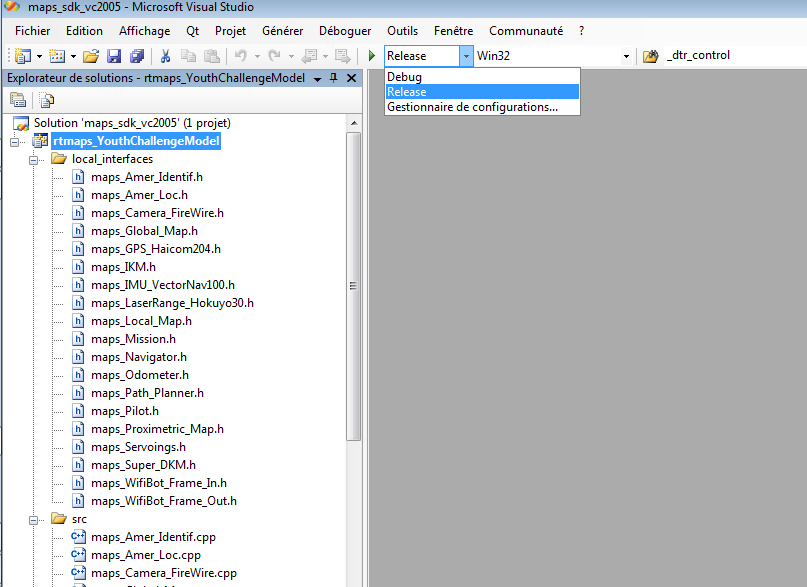 maps_sdk_vc2005 - Microsoft Visual Studio
Fichier Edition Affichage Qt Projet Générer Déboguer Outils Fenêtre Communauté ?
Release Win32 _dtr_control
Debug
Release
Gestionnaire de configurations...
Explorateur de solutions - rtmaps_YouthChallengeModel
Solution 'maps_sdk_vc2005' (1 projet)
rtmaps_YouthChallengeModel
local_interfaces
maps_Amer_Identif.h
maps_Amer_Loc.h
maps_Camera_FireWire.h
maps_Global_Map.h
maps_GPS_Haicom204.h
maps_IKM.h
maps_IMU_VectorNav100.h
maps_LaserRange_Hokuyo30.h
maps_Local_Map.h
maps_Mission.h
maps_Navigator.h
maps_Odometer.h
maps_Path_Planner.h
maps_Pilot.h
maps_Proximetric_Map.h
maps_Servoings.h
maps_Super_DKM.h
maps_WifiBot_Frame_In.h
maps_WifiBot_Frame_Out.h
src
maps_Amer_Identif.cpp
maps_Amer_Loc.cpp
maps_Camera_FireWire.cpp